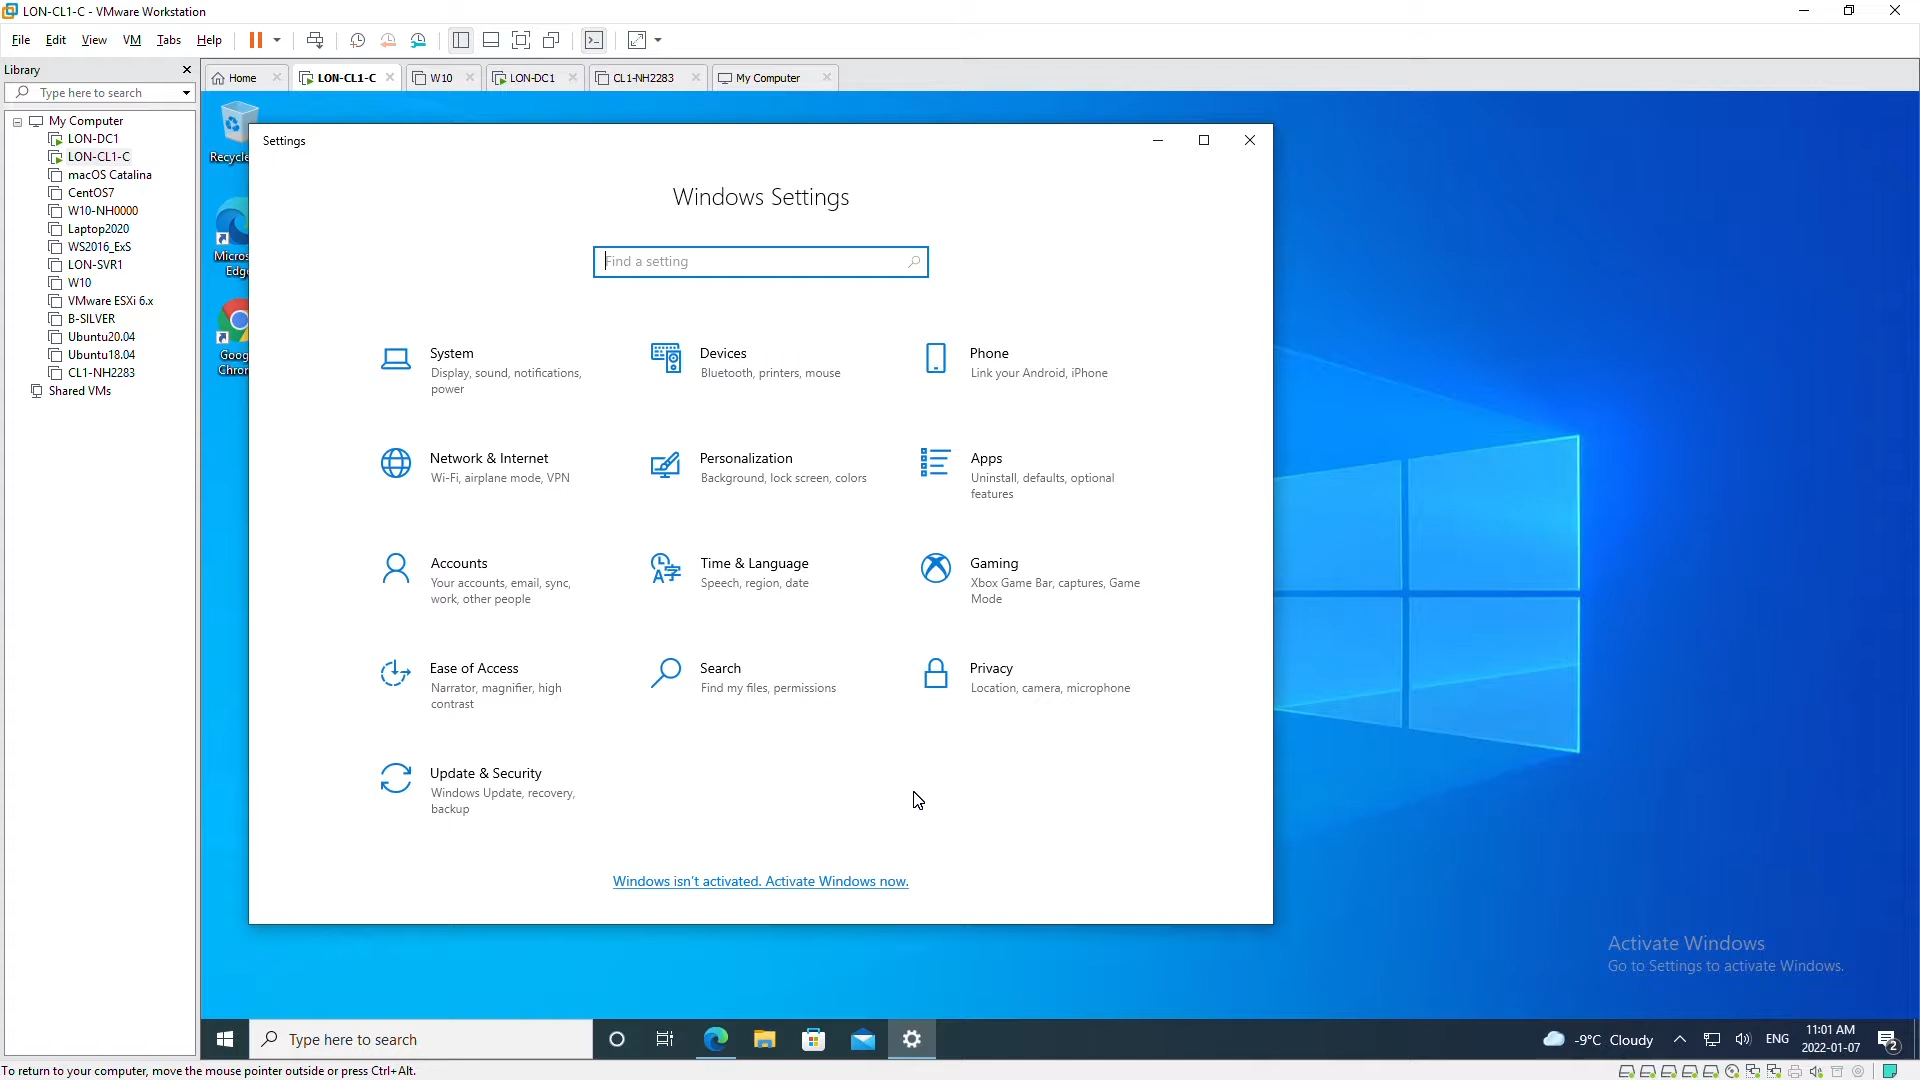 LON-CL1-C - VMware Workstation
File Edit View VM Tabs Help
Library
Type here to search
My Computer
LON-DC1
LON-CL1-C
macOS Catalina
CentOS7
W10-NH0000
Laptop2020
WS2016_ExS
LON-SVR1
W10
VMware ESXi 6.x
B-SILVER
Ubuntu20.04
Ubuntu18.04
CL1-NH2283
Shared VMs
Home LON-CL1-C W10 LON-DC1 CL1-NH2283 My Computer
Recycle
Micros
Edge
Goog
Chror
Settings
Windows Settings
Find a setting
System
Display, sound, notifications,
power
Devices
Bluetooth, printers, mouse
Phone
Link your Android, iPhone
Network & Internet
Wi-Fi, airplane mode, VPN
Personalization
Background, lock screen, colors
Apps
Uninstall, defaults, optional
features
Accounts
Your accounts, email, sync,
work, other people
Time & Language
Speech, region, date
Gaming
Xbox Game Bar, captures, Game
Mode
Ease of Access
Narrator, magnifier, high
contrast
Search
Find my files, permissions
Privacy
Location, camera, microphone
Update & Security
Windows Update, recovery,
backup
Windows isn't activated. Activate Windows now.
Activate Windows
Go to Settings to activate Windows.
Type here to search
-9°C Cloudy
ENG
11:01 AM
2022-01-07
2
To return to your computer, move the mouse pointer outside or press Ctrl+Alt.